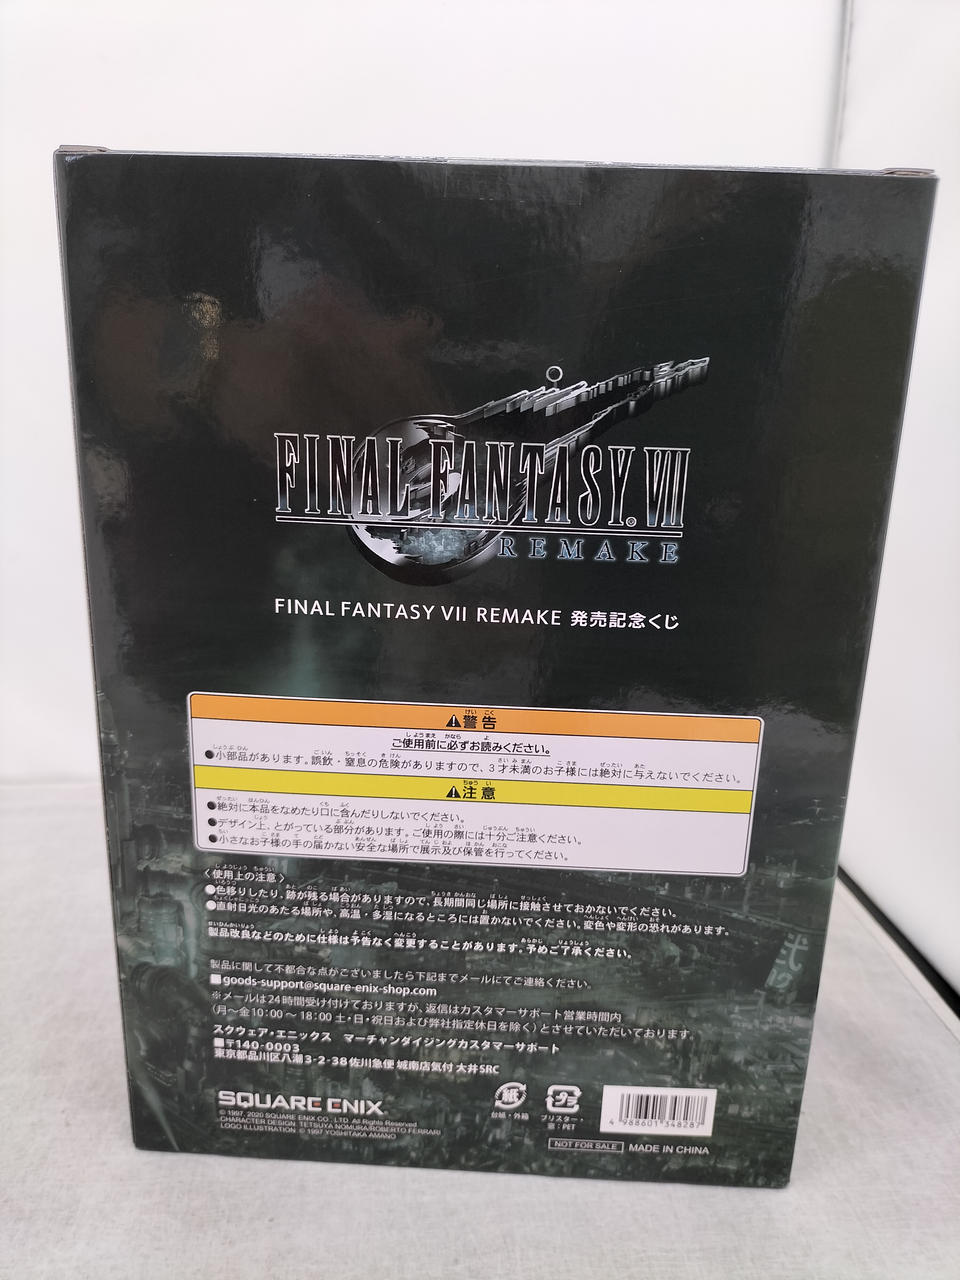 FINAL FANTASY VII
REMAKE
FINAL FANTASY VII REMAKE 発売記念くじ
警告
ご使用前に必ずお読みください。
●小部品があります。誤飲・窒息の危険がありますので、3才未満のお子様には絶対に与えないでください。
注意
●絶対に本品をなめたり口に含んだりしないでください。
●デザイン上、とがっている部分があります。ご使用の際には十分ご注意ください。
●小さなお子様の手の届かない安全な場所で展示及び保管を行ってください。
〈使用上の注意〉
●色移りしたり、跡が残る場合がありますので、長期間同じ場所に接触させておかないでください。
●直射日光のあたる場所や、高温・多湿になるところには置かないでください。変色や変形の恐れがあります。
製品改良などのために仕様は予告なく変更することがあります。予めご了承ください。
製品に関して不都合な点がございましたら下記までメールにてご連絡ください。
■goods-support@square-enix-shop.com
※メールは24時間受け付けておりますが、返信はカスタマーサポート営業時間内
(月〜金10:00〜18:00 土・日・祝日および弊社指定休日を除く)とさせていただいております。
スクウェア・エニックス マーチャンダイジングカスタマーサポート
■〒140-0003
東京都品川区八潮3-2-38 佐川急便 城南店気付 大井SRC
SQUARE ENIX
© 1997, 2020 SQUARE ENIX CO., LTD. All Rights Reserved.
CHARACTER DESIGN: TETSUYA NOMURA/ROBERTO FERRARI
LOGO ILLUSTRATION: © 1997 YOSHITAKA AMANO
紙
台紙・外箱
プラ
ブリスター・
窓:PET
4 988601 348287
NOT FOR SALE MADE IN CHINA